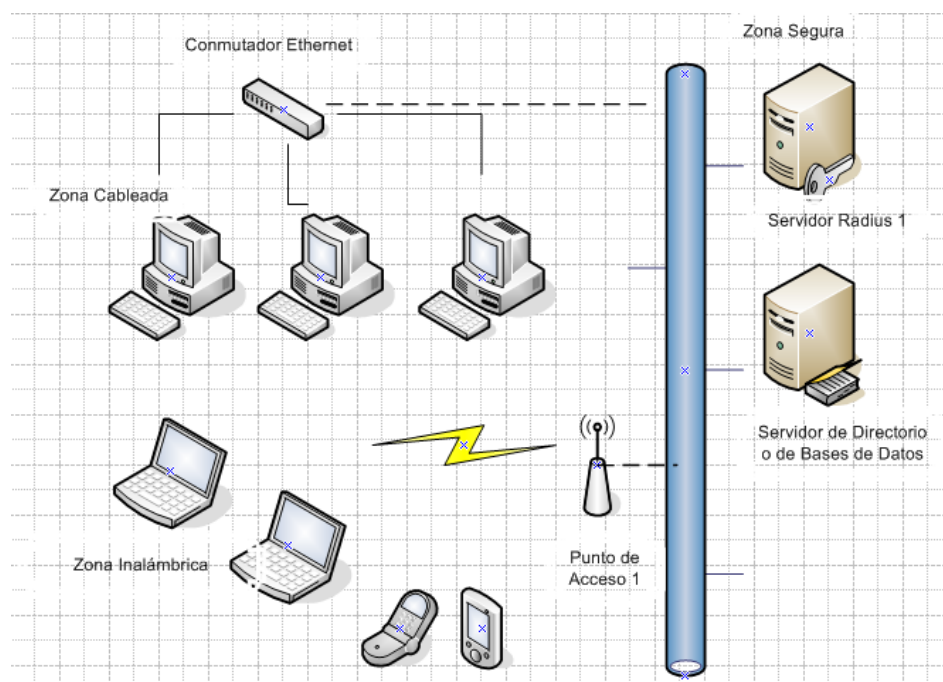 Zona Segura
Conmutador Ethernet
Zona Cableada
Servidor Radius 1
Servidor de Directorio
o de Bases de Datos
Zona Inalámbrica
Punto de
Acceso 1